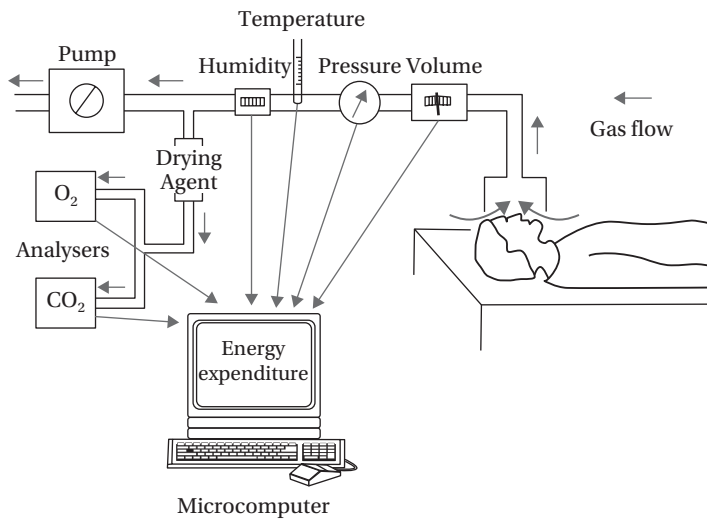 Temperature
Pump
Humidity
Pressure Volume
Gas flow
Drying
Agent
O₂
Analysers
CO₂
Energy
expenditure
Microcomputer